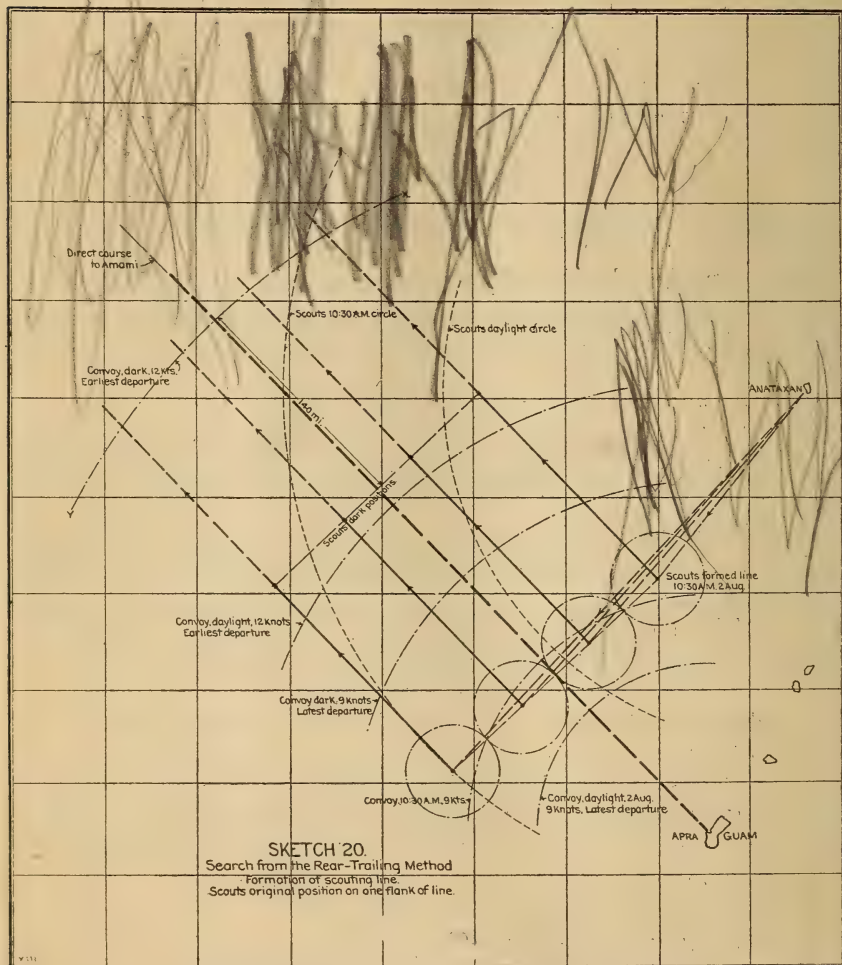 Direct course
to Amami
Scouts 10:30 A.M. circle
Scouts daylight circle
Convoy, dark, 12 Kts.
Earliest departure
140 mi.
ANATAXAN
Scouts dark positions
Scouts formed line
10:30 A.M. 2 Aug.
Convoy, daylight, 12 Knots
Earliest departure
Convoy dark, 9 Knots
Latest departure
Convoy, 10:30 A.M., 9 Kts.
Convoy, daylight, 2 Aug.
9 Knots, Latest departure
APRA
GUAM
SKETCH 20.
Search from the Rear-Trailing Method
Formation of scouting line.
Scouts original position on one flank of line.